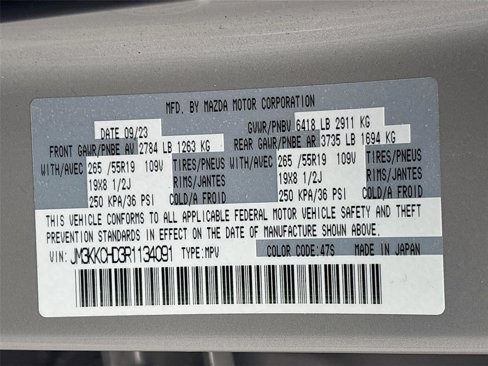 MFD. BY MAZDA MOTOR CORPORATION
DATE 09/23 GVWR/PNBV 6418 LB 2911 KG
FRONT GAWR/PNBE AV 2784 LB 1263 KG REAR GAWR/PNBE AR 3735 LB 1694 KG
WITH/AVEC 265 /55R19 109V TIRES/PNEUS WITH/AVEC 265 /55R19 109V TIRES/PNEUS
19X8 1/2J RIMS/JANTES 19X8 1/2J RIMS/JANTES
250 KPA/36 PSI COLD/A FROID 250 KPA/36 PSI COLD/A FROID
THIS VEHICLE CONFORMS TO ALL APPLICABLE FEDERAL MOTOR VEHICLE SAFETY AND THEFT
PREVENTION STANDARDS IN EFFECT ON THE DATE OF MANUFACTURE SHOWN ABOVE.
VIN: JM3KKCHD3R1134091 TYPE: MPV COLOR CODE: 47S MADE IN JAPAN